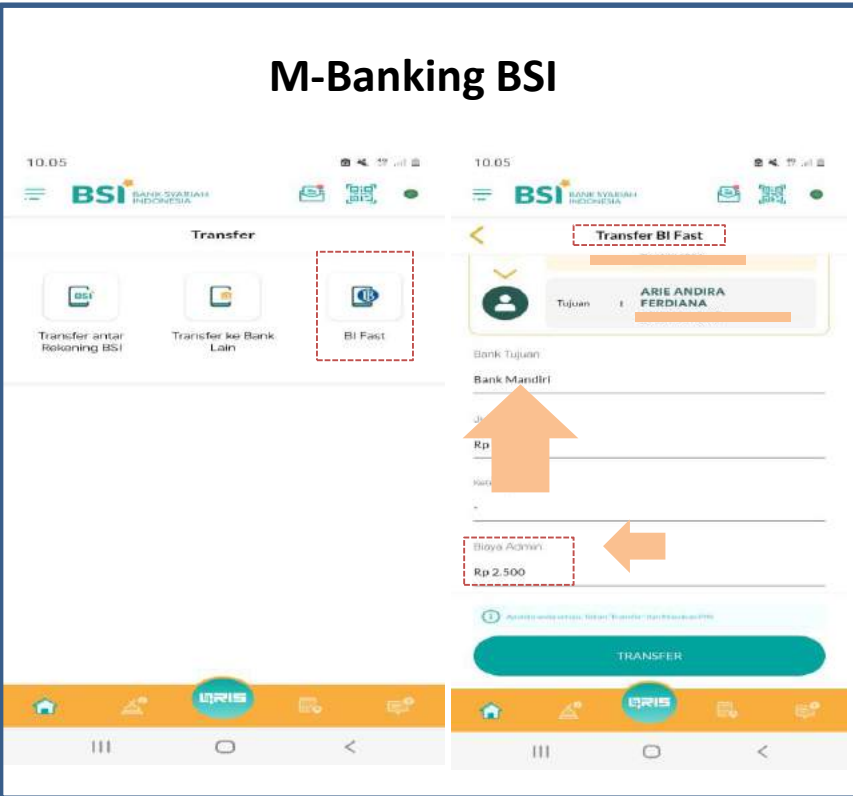 M-Banking BSI
10.05
BSI BANK SYARIAH
INDONESIA
Transfer
BSI
Transfer antar
Rekening BSI
Transfer ke Bank
Lain
BI Fast
QRIS
10.05
BSI BANK SYARIAH
INDONESIA
Transfer BI Fast
Tujuan : ARIE ANDIRA
FERDIANA
Bank Tujuan
Bank Mandiri
Rp
-
Biaya Admin
Rp 2.500
TRANSFER
QRIS